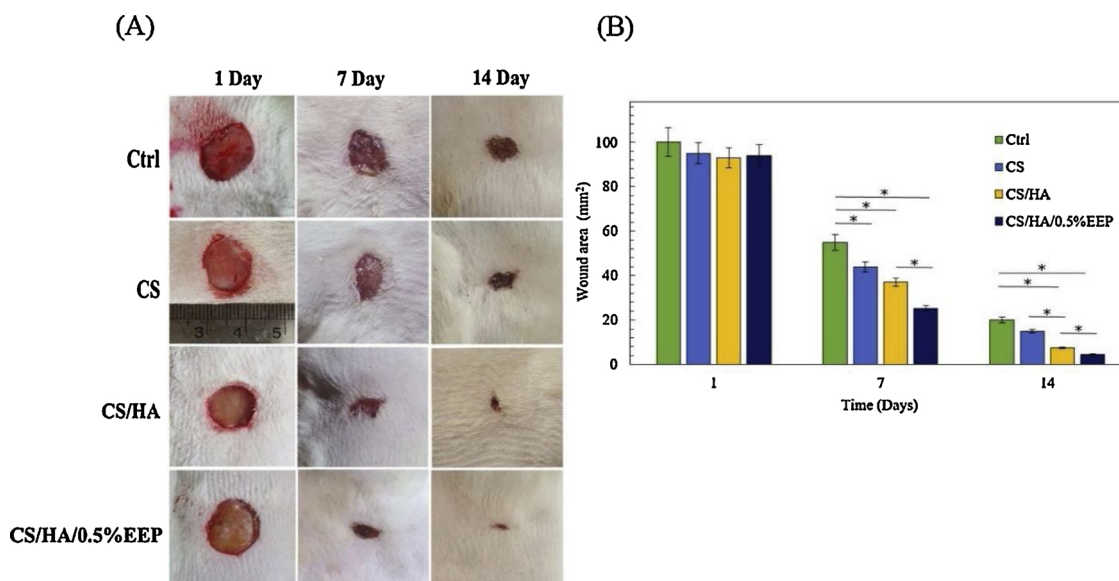 (A)
1 Day 7 Day 14 Day
Ctrl
CS
3 4 5
CS/HA
CS/HA/0.5%EEP
(B)
Wound area (mm²)
100
80
60
40
20
0
Ctrl
CS
CS/HA
CS/HA/0.5%EEP
* * * *
* * * *
1 7 14
Time (Days)